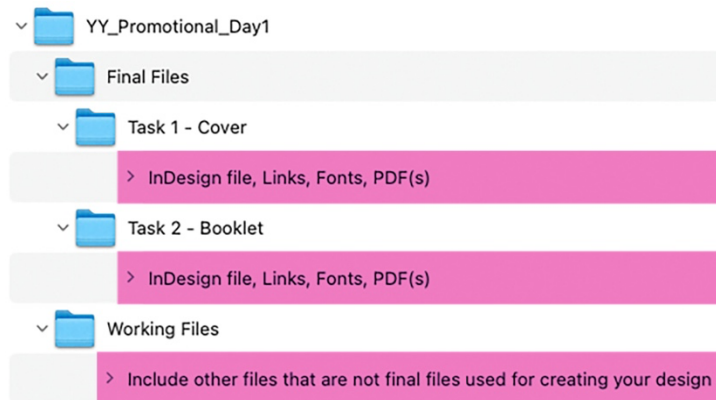 YY_Promotional_Day1
Final Files
Task 1 - Cover
InDesign file, Links, Fonts, PDF(s)
Task 2 - Booklet
InDesign file, Links, Fonts, PDF(s)
Working Files
Include other files that are not final files used for creating your design